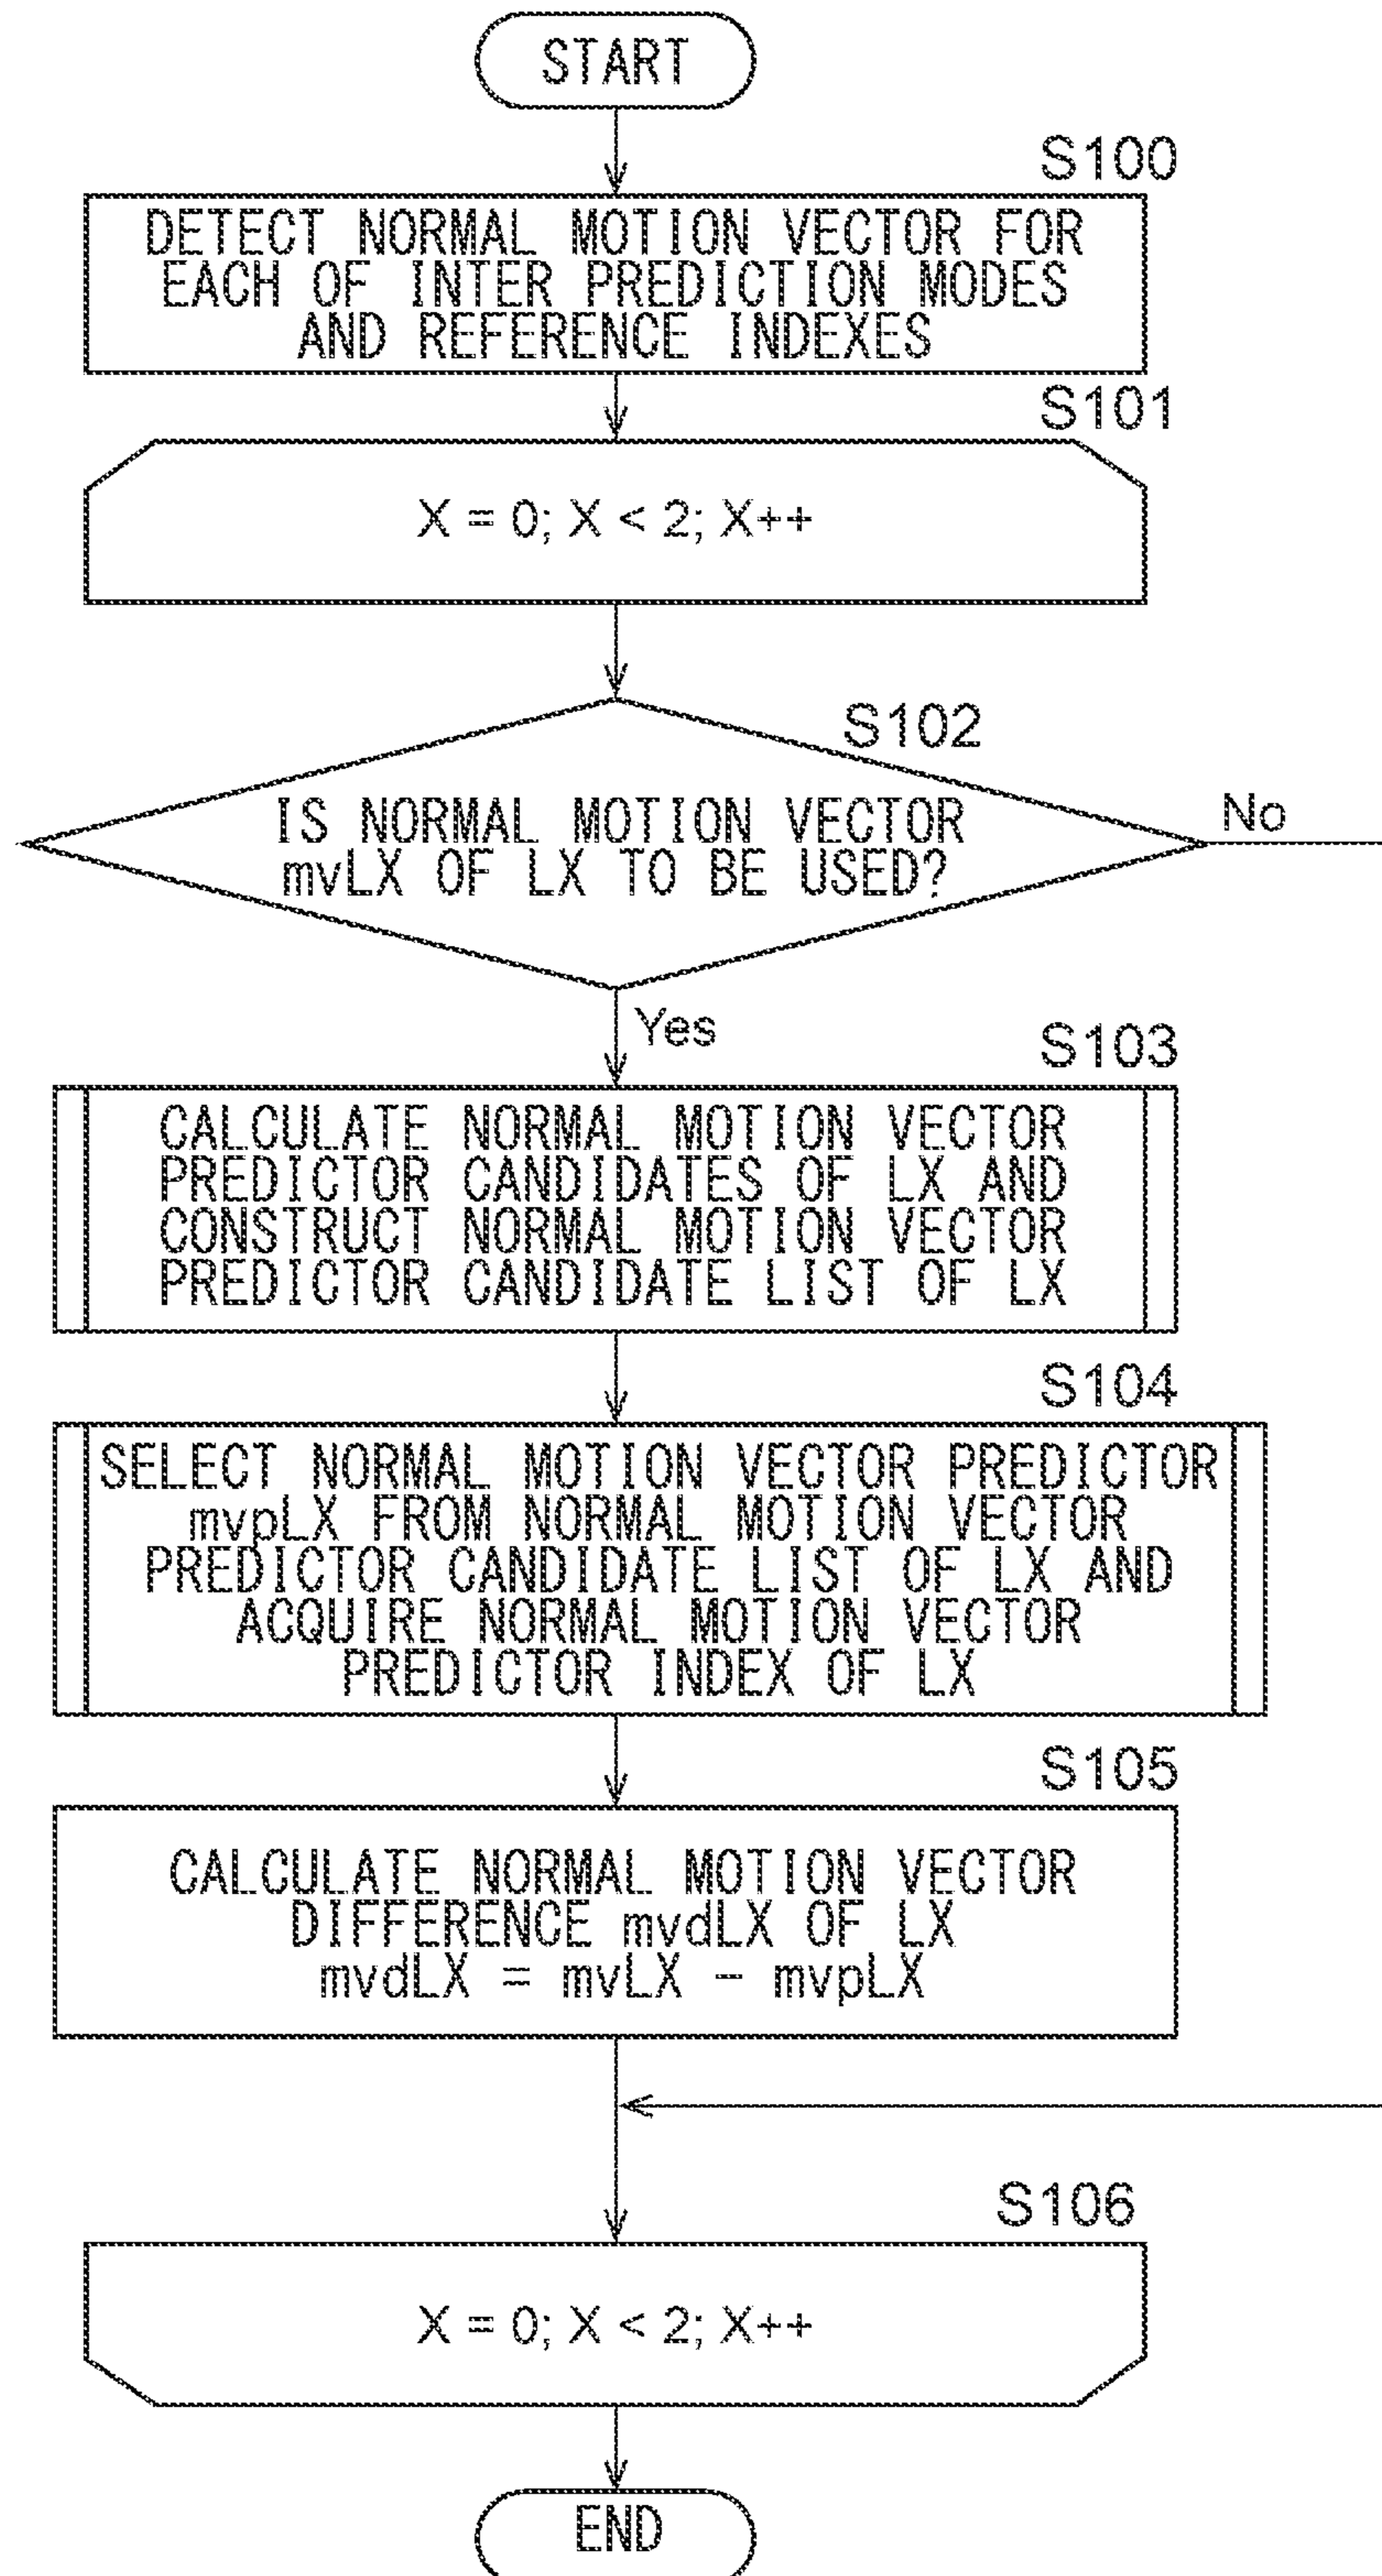 START
S100
DETECT NORMAL MOTION VECTOR FOR
EACH OF INTER PREDICTION MODES
AND REFERENCE INDEXES
S101
X = 0; X < 2; X++
S102
IS NORMAL MOTION VECTOR
mvLX OF LX TO BE USED?
No
Yes
S103
CALCULATE NORMAL MOTION VECTOR
PREDICTOR CANDIDATES OF LX AND
CONSTRUCT NORMAL MOTION VECTOR
PREDICTOR CANDIDATE LIST OF LX
S104
SELECT NORMAL MOTION VECTOR PREDICTOR
mvpLX FROM NORMAL MOTION VECTOR
PREDICTOR CANDIDATE LIST OF LX AND
ACQUIRE NORMAL MOTION VECTOR
PREDICTOR INDEX OF LX
S105
CALCULATE NORMAL MOTION VECTOR
DIFFERENCE mvdLX OF LX
mvdLX = mvLX - mvpLX
S106
X = 0; X < 2; X++
END